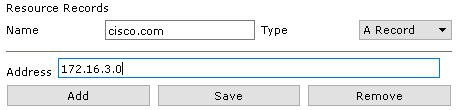 Resource Records
Name cisco.com Type A Record
Address 172.16.3.0
Add Save Remove